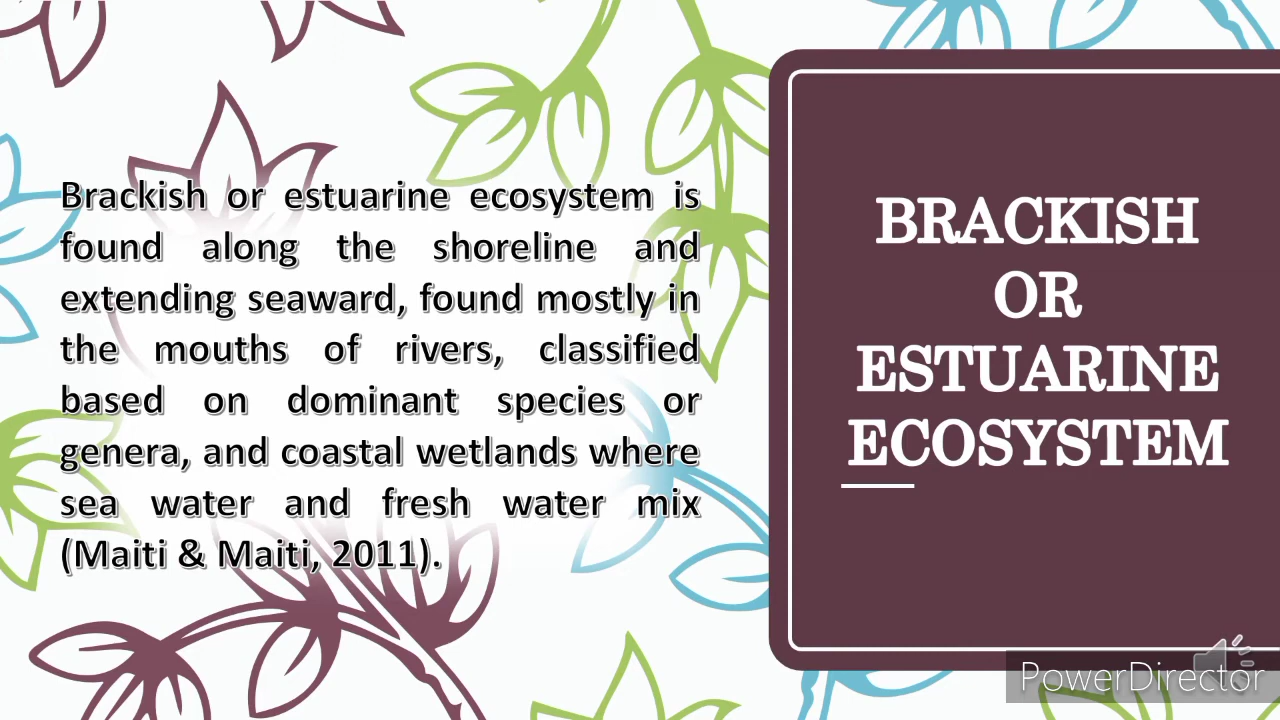 Brackish or estuarine ecosystem is
found along the shoreline and
extending seaward, found mostly in
the mouths of rivers, classified
based on dominant species or
genera, and coastal wetlands where
sea water and fresh water mix
(Maiti & Maiti, 2011).
BRACKISH
OR
ESTUARINE
ECOSYSTEM
PowerDirector